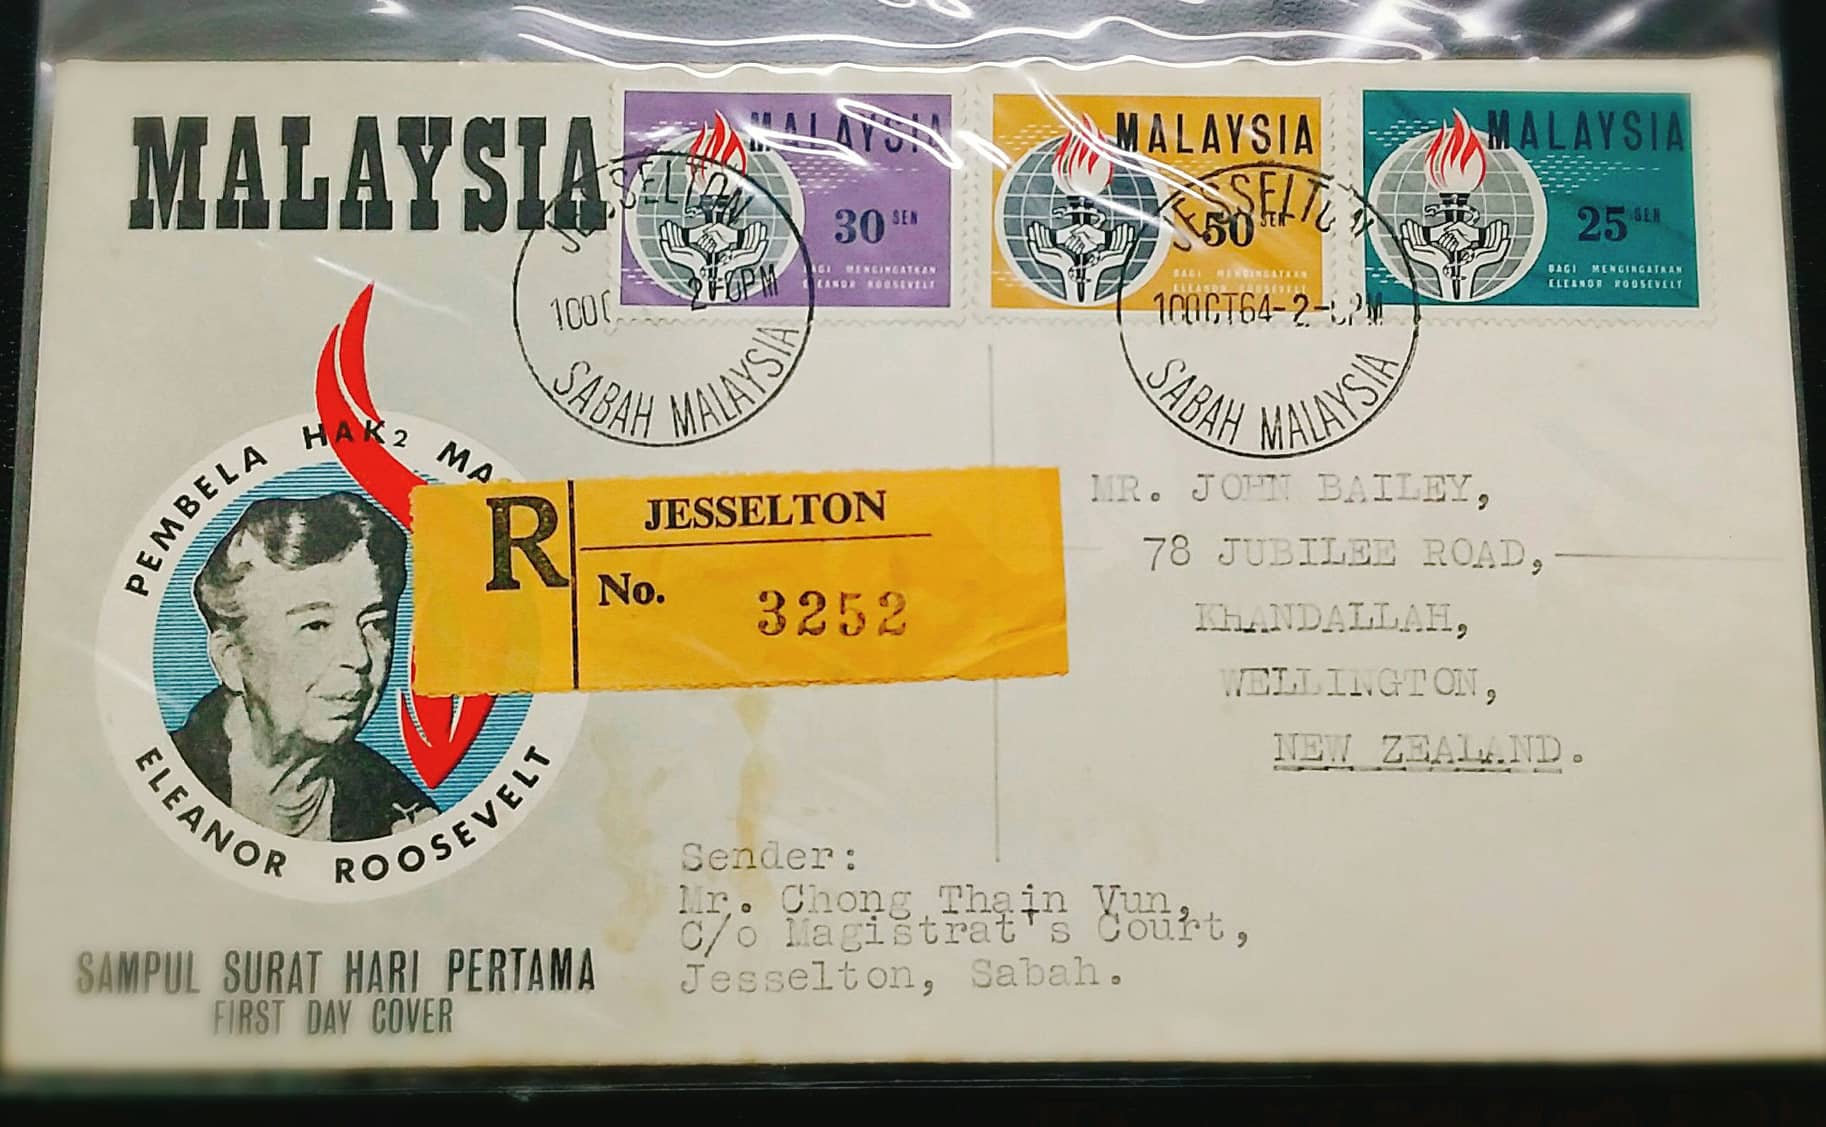 MALAYSIA
MALAYSIA
30 SEN
BAGI MENGINGATKAN
ELEANOR ROOSEVELT
MALAYSIA
50 SEN
BAGI MENGINGATKAN
ELEANOR ROOSEVELT
MALAYSIA
25 SEN
BAGI MENGINGATKAN
ELEANOR ROOSEVELT
JESSELTON
SABAH MALAYSIA
JESSELTON
10OCT64-2-
SABAH MALAYSIA
PEMBELA HAK2
ELEANOR ROOSEVELT
R
JESSELTON
No. 3252
MR. JOHN BAILEY,
78 JUBILEE ROAD,
KhANDALLAH,
WELLINGTON,
NEW ZEALAND.
Sender:
Mr. Chong Thain Vun,
C/o Magistrat's Court,
Jesselton, Sabah.
SAMPUL SURAT HARI PERTAMA
FIRST DAY COVER